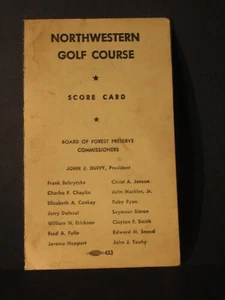 NORTHWESTERN
GOLF COURSE
★
SCORE CARD
★
BOARD OF FOREST PRESERVE
COMMISSIONERS
JOHN J. DUFFY, President
Frank Bobrytzke Christ A. Jensen
Charles F. Chaplin John Mackler, Jr.
Elizabeth A. Conkey Ruby Ryan
Jerry Dolezal Seymour Simon
William N. Erickson Clayton F. Smith
Fred A. Fulle Edward M. Sneed
Jerome Huppert John J. Touhy
433